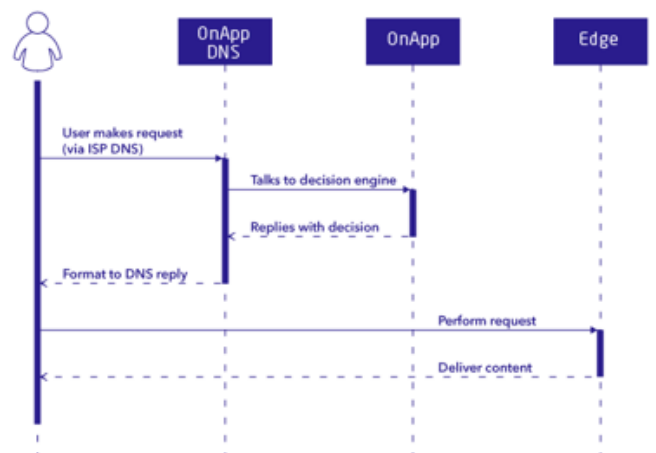 OnApp
DNS
OnApp
Edge
User makes request
(via ISP DNS)
Talks to decision engine
Replies with decision
Format to DNS reply
Perform request
Deliver content